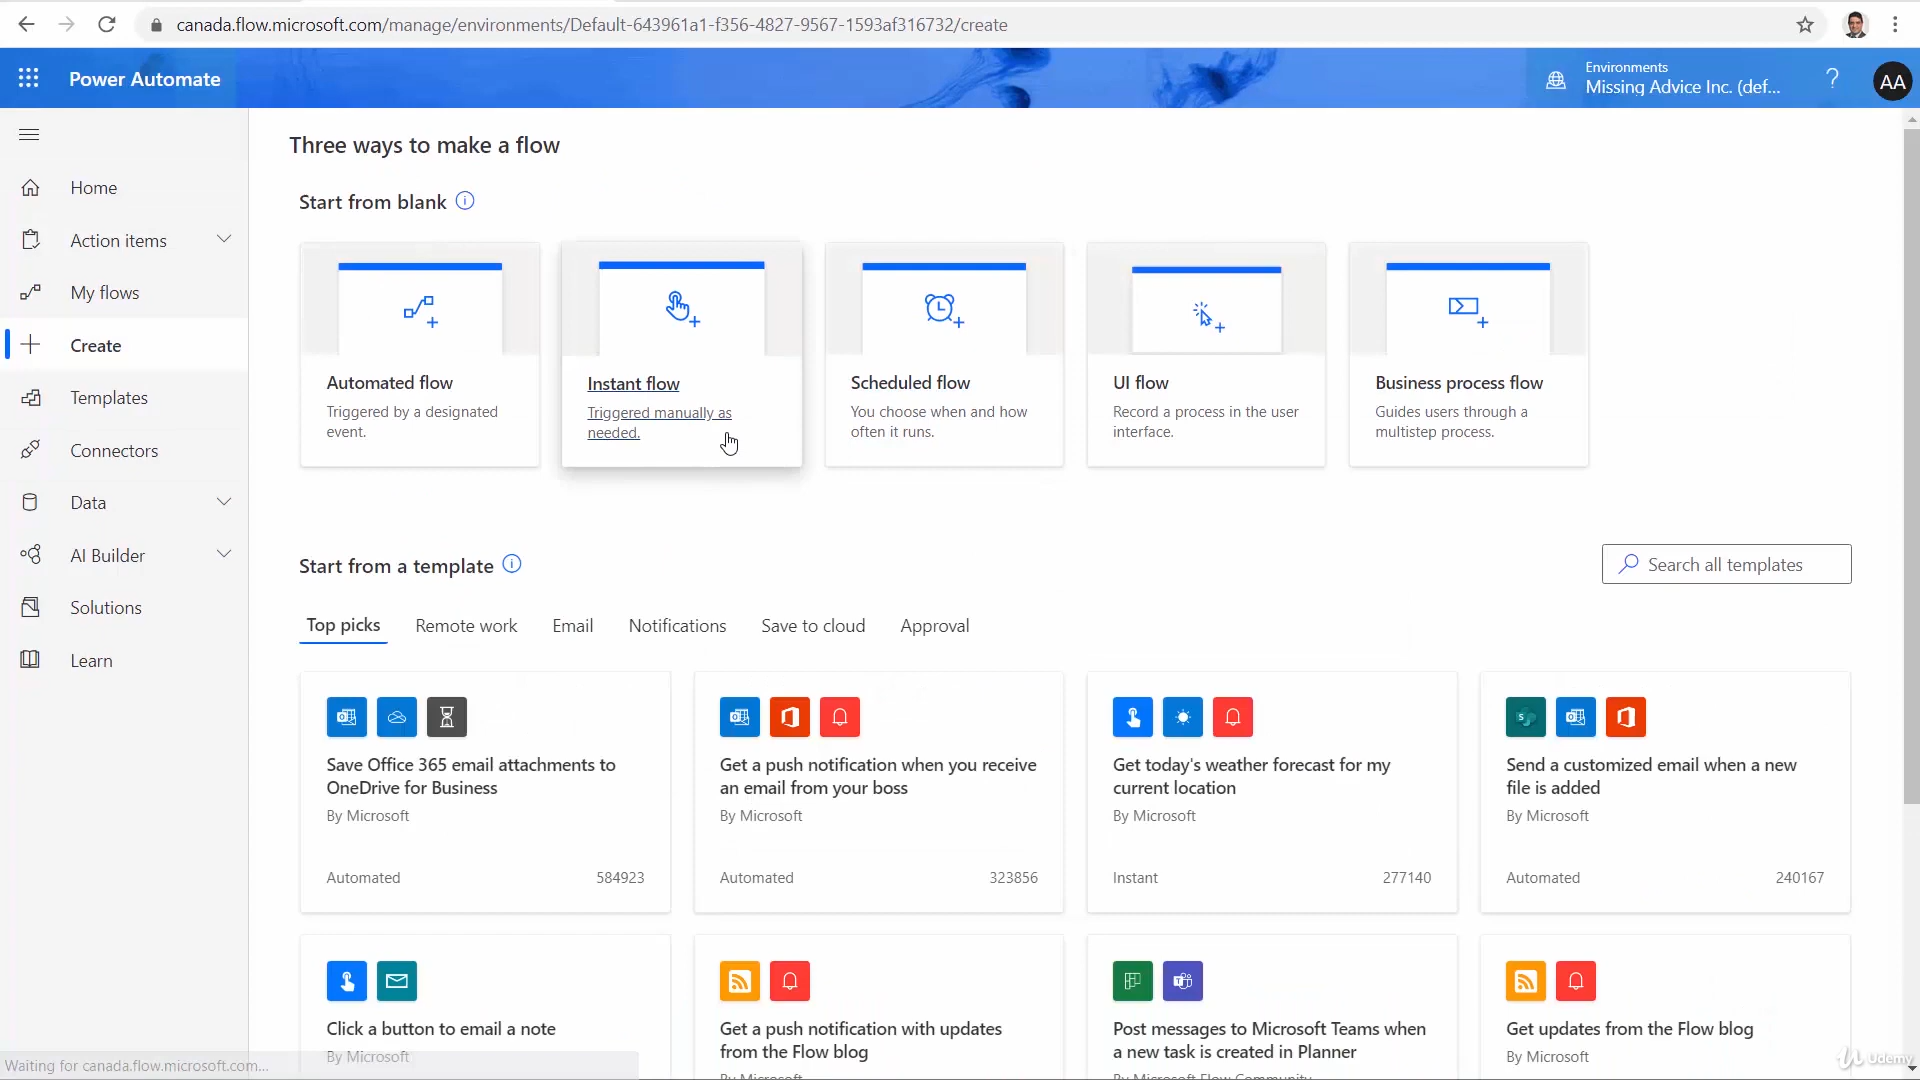 canada.flow.microsoft.com/manage/environments/Default-643961a1-f356-4827-9567-1593af316732/create
Power Automate
Environments
Missing Advice Inc. (def...
?
AA
Home
Action items
My flows
Create
Templates
Connectors
Data
AI Builder
Solutions
Learn
Three ways to make a flow
Start from blank
Automated flow
Triggered by a designated
event.
Instant flow
Triggered manually as
needed.
Scheduled flow
You choose when and how
often it runs.
UI flow
Record a process in the user
interface.
Business process flow
Guides users through a
multistep process.
Start from a template
Search all templates
Top picks
Remote work
Email
Notifications
Save to cloud
Approval
Save Office 365 email attachments to
OneDrive for Business
By Microsoft
Automated
584923
Get a push notification when you receive
an email from your boss
By Microsoft
Automated
323856
Get today's weather forecast for my
current location
By Microsoft
Instant
277140
Send a customized email when a new
file is added
By Microsoft
Automated
240167
Click a button to email a note
By Microsoft
Get a push notification with updates
from the Flow blog
By Microsoft
Post messages to Microsoft Teams when
a new task is created in Planner
By Microsoft Flow Community
Get updates from the Flow blog
By Microsoft
Waiting for canada.flow.microsoft.com...
Udemy